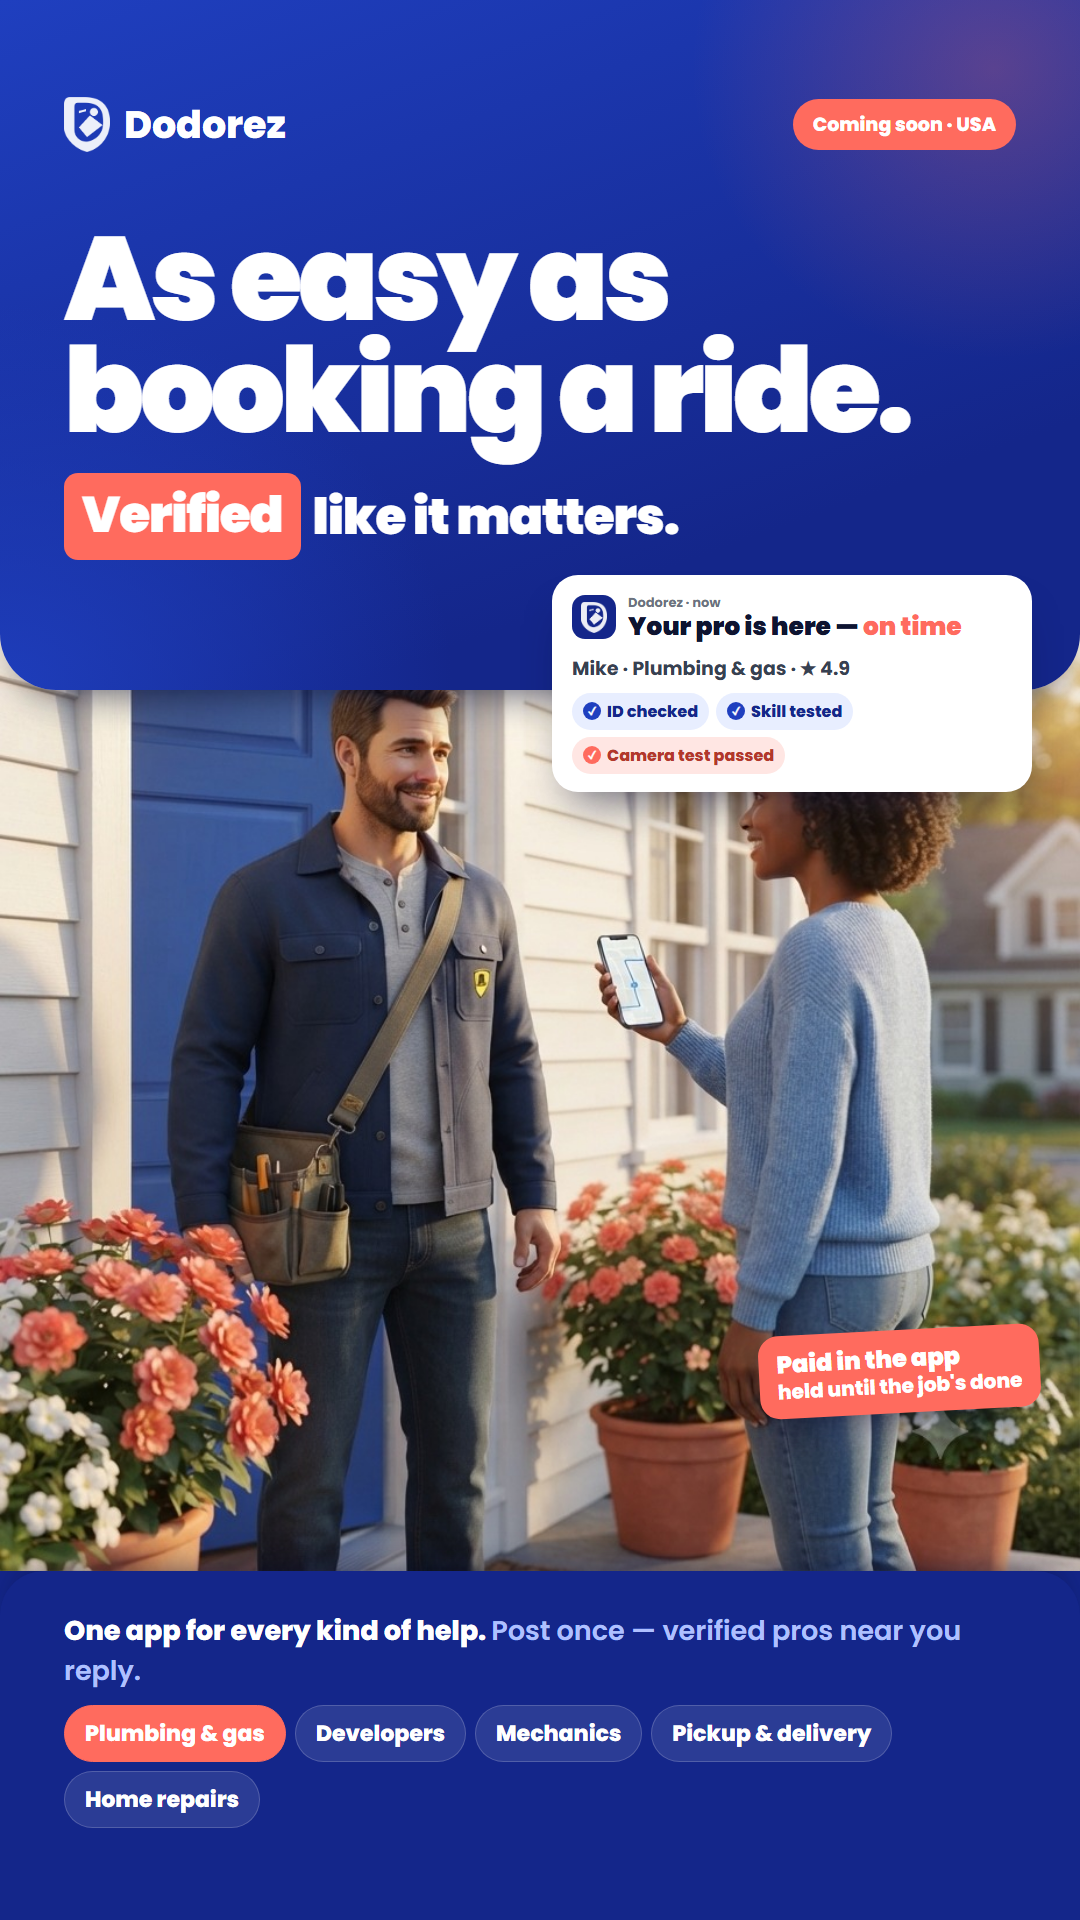 Dodorez
Coming soon · USA
As easy as
booking a ride.
Verified like it matters.
Dodorez · now
Your pro is here — on time
Mike · Plumbing & gas · ★ 4.9
ID checked
Skill tested
Camera test passed
Paid in the app
held until the job's done
One app for every kind of help. Post once — verified pros near you
reply.
Plumbing & gas
Developers
Mechanics
Pickup & delivery
Home repairs